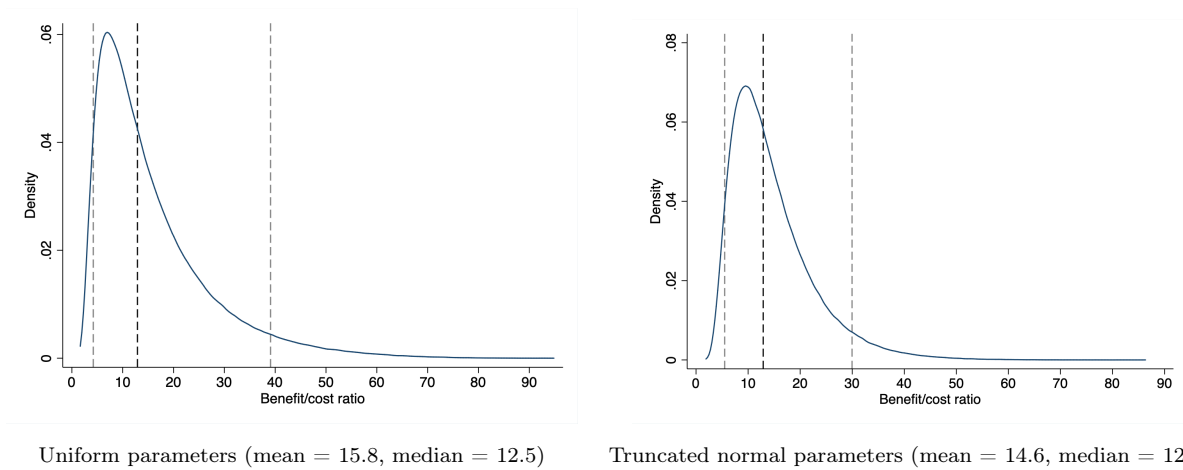 .06
.04
.02
0
Density
0 10 20 30 40 50 60 70 80 90
Benefit/cost ratio
Uniform parameters (mean = 15.8, median = 12.5)
.08
.06
.04
.02
0
Density
0 10 20 30 40 50 60 70 80 90
Benefit/cost ratio
Truncated normal parameters (mean = 14.6, median = 12